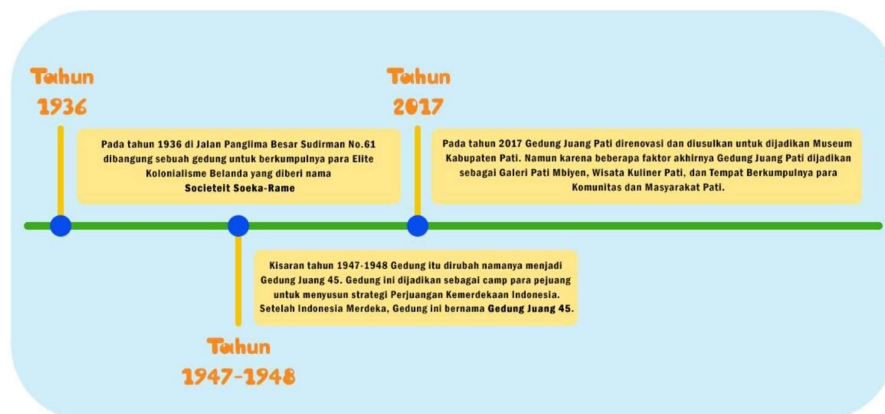 Tahun
1936
Pada tahun 1936 di Jalan Panglima Besar Sudirman No.61
dibangung sebuah gedung untuk berkumpulnya para Elite
Kolonialisme Belanda yang diberi nama
Societeit Soeka-Rame
Kisaran tahun 1947-1948 Gedung itu dirubah namanya menjadi
Gedung Juang 45. Gedung ini dijadikan sebagai camp para pejuang
untuk menyusun strategi Perjuangan Kemerdekaan Indonesia.
Setelah Indonesia Merdeka, Gedung ini bernama Gedung Juang 45.
Tahun
1947-1948
Tahun
2017
Pada tahun 2017 Gedung Juang Pati direnovasi dan diusulkan untuk dijadikan Museum
Kabupaten Pati. Namun karena beberapa faktor akhirnya Gedung Juang Pati dijadikan
sebagai Galeri Pati Mbiyen, Wisata Kuliner Pati, dan Tempat Berkumpulnya para
Komunitas dan Masyarakat Pati.